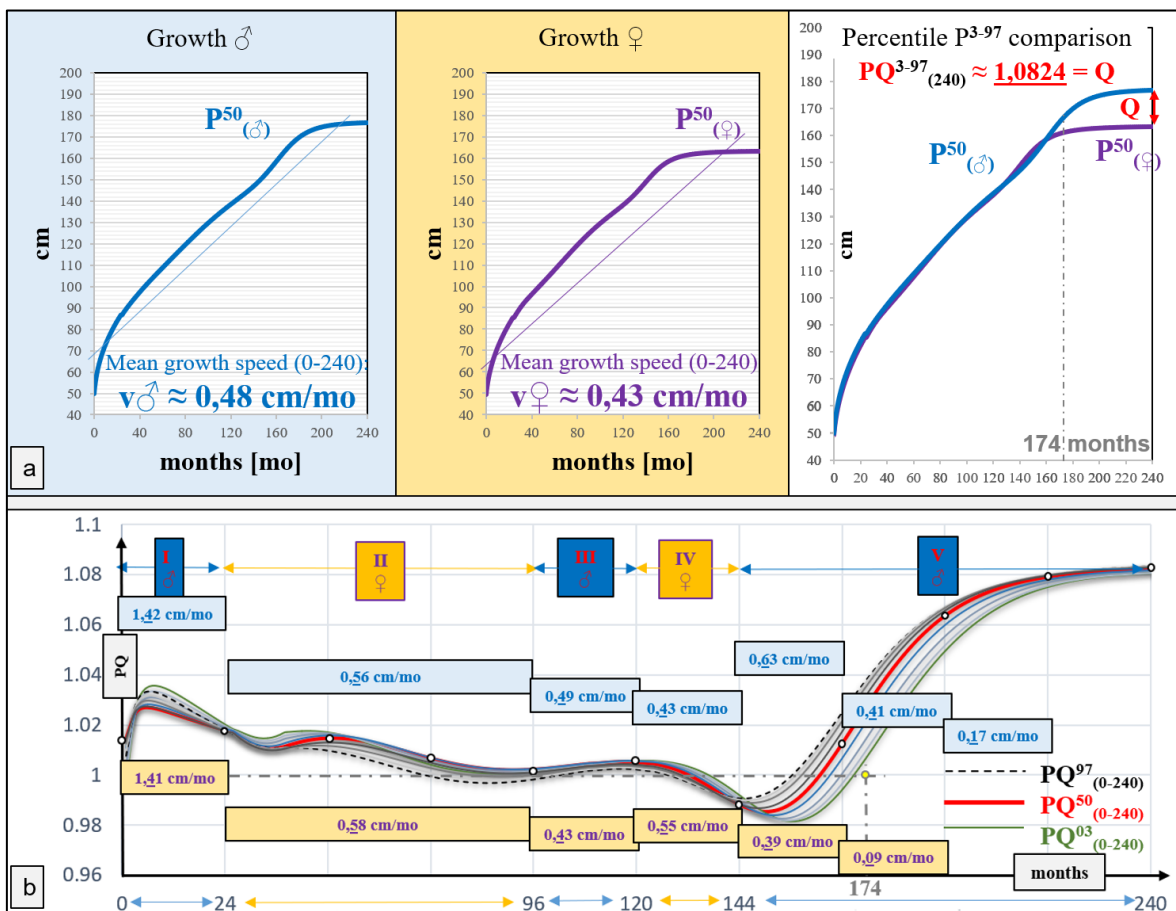 Growth ♂
200
190
180
170
160
150
140
130
120
110
100
90
80
70
60
50
40
cm
P⁵⁰(♂)
Mean growth speed (0-240):
v♂ ≈ 0,48 cm/mo
0 40 80 120 160 200 240
months [mo]
a
Growth ♀
200
190
180
170
160
150
140
130
120
110
100
90
80
70
60
50
40
cm
P⁵⁰(♀)
Mean growth speed (0-240)
v♀ ≈ 0,43 cm/mo
0 40 80 120 160 200 240
months [mo]
Percentile P³⁻⁹⁷ comparison
PQ³⁻⁹⁷(240) ≈ 1,0824 = Q
200
190
180
170
160
150
140
130
120
110
100
90
80
70
60
50
40
cm
Q
P⁵⁰(♂)
P⁵⁰(♀)
174 months
0 20 40 60 80 100 120 140 160 180 200 220 240
1.1
1.08
1.06
1.04
1.02
1
0.98
0.96
PQ
I ♂
II ♀
III ♂
IV ♀
V ♂
1,42 cm/mo
0,56 cm/mo
0,49 cm/mo
0,43 cm/mo
0,63 cm/mo
0,41 cm/mo
0,17 cm/mo
1,41 cm/mo
0,58 cm/mo
0,43 cm/mo
0,55 cm/mo
0,39 cm/mo
0,09 cm/mo
PQ⁹⁷(0-240)
PQ⁵⁰(0-240)
PQ⁰³(0-240)
months
174
b
0 24 96 120 144 240